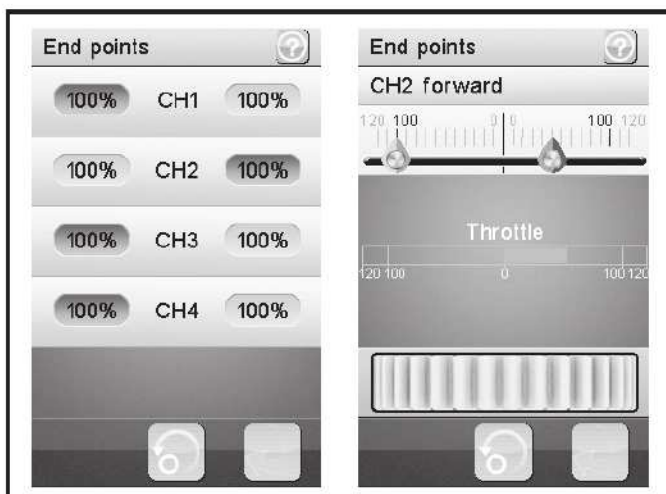 End points
?
100% CH1 100%
100% CH2 100%
100% CH3 100%
100% CH4 100%
End points
?
CH2 forward
120 100 0 0 100 120
Throttle
120 100 0 100 120